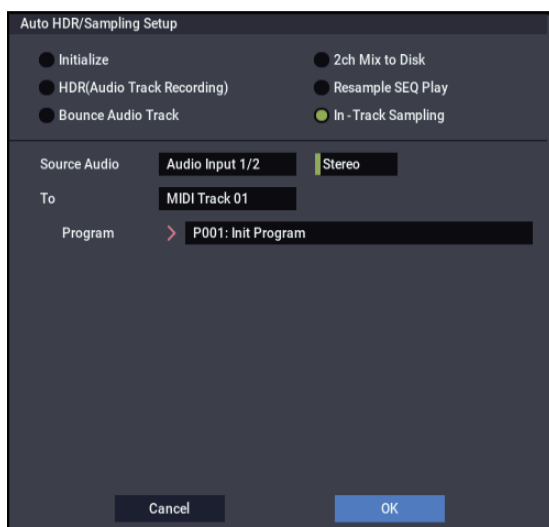 Auto HDR/Sampling Setup
Initialize
2ch Mix to Disk
HDR(Audio Track Recording)
Resample SEQ Play
Bounce Audio Track
In-Track Sampling
Source Audio
Audio Input 1/2
Stereo
To
MIDI Track 01
Program
P001: Init Program
Cancel
OK